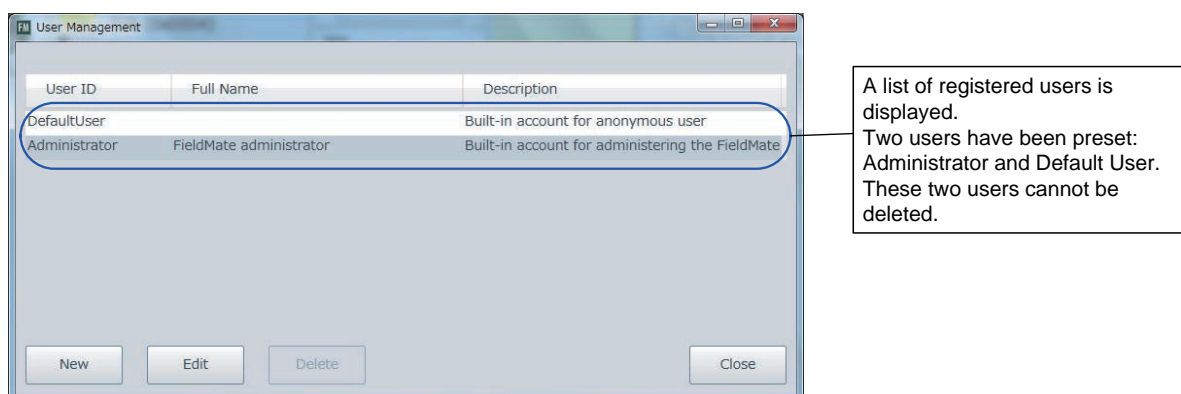 FM User Management
User ID Full Name Description
DefaultUser Built-in account for anonymous user
Administrator FieldMate administrator Built-in account for administering the FieldMate
New Edit Delete Close
A list of registered users is
displayed.
Two users have been preset:
Administrator and Default User.
These two users cannot be
deleted.